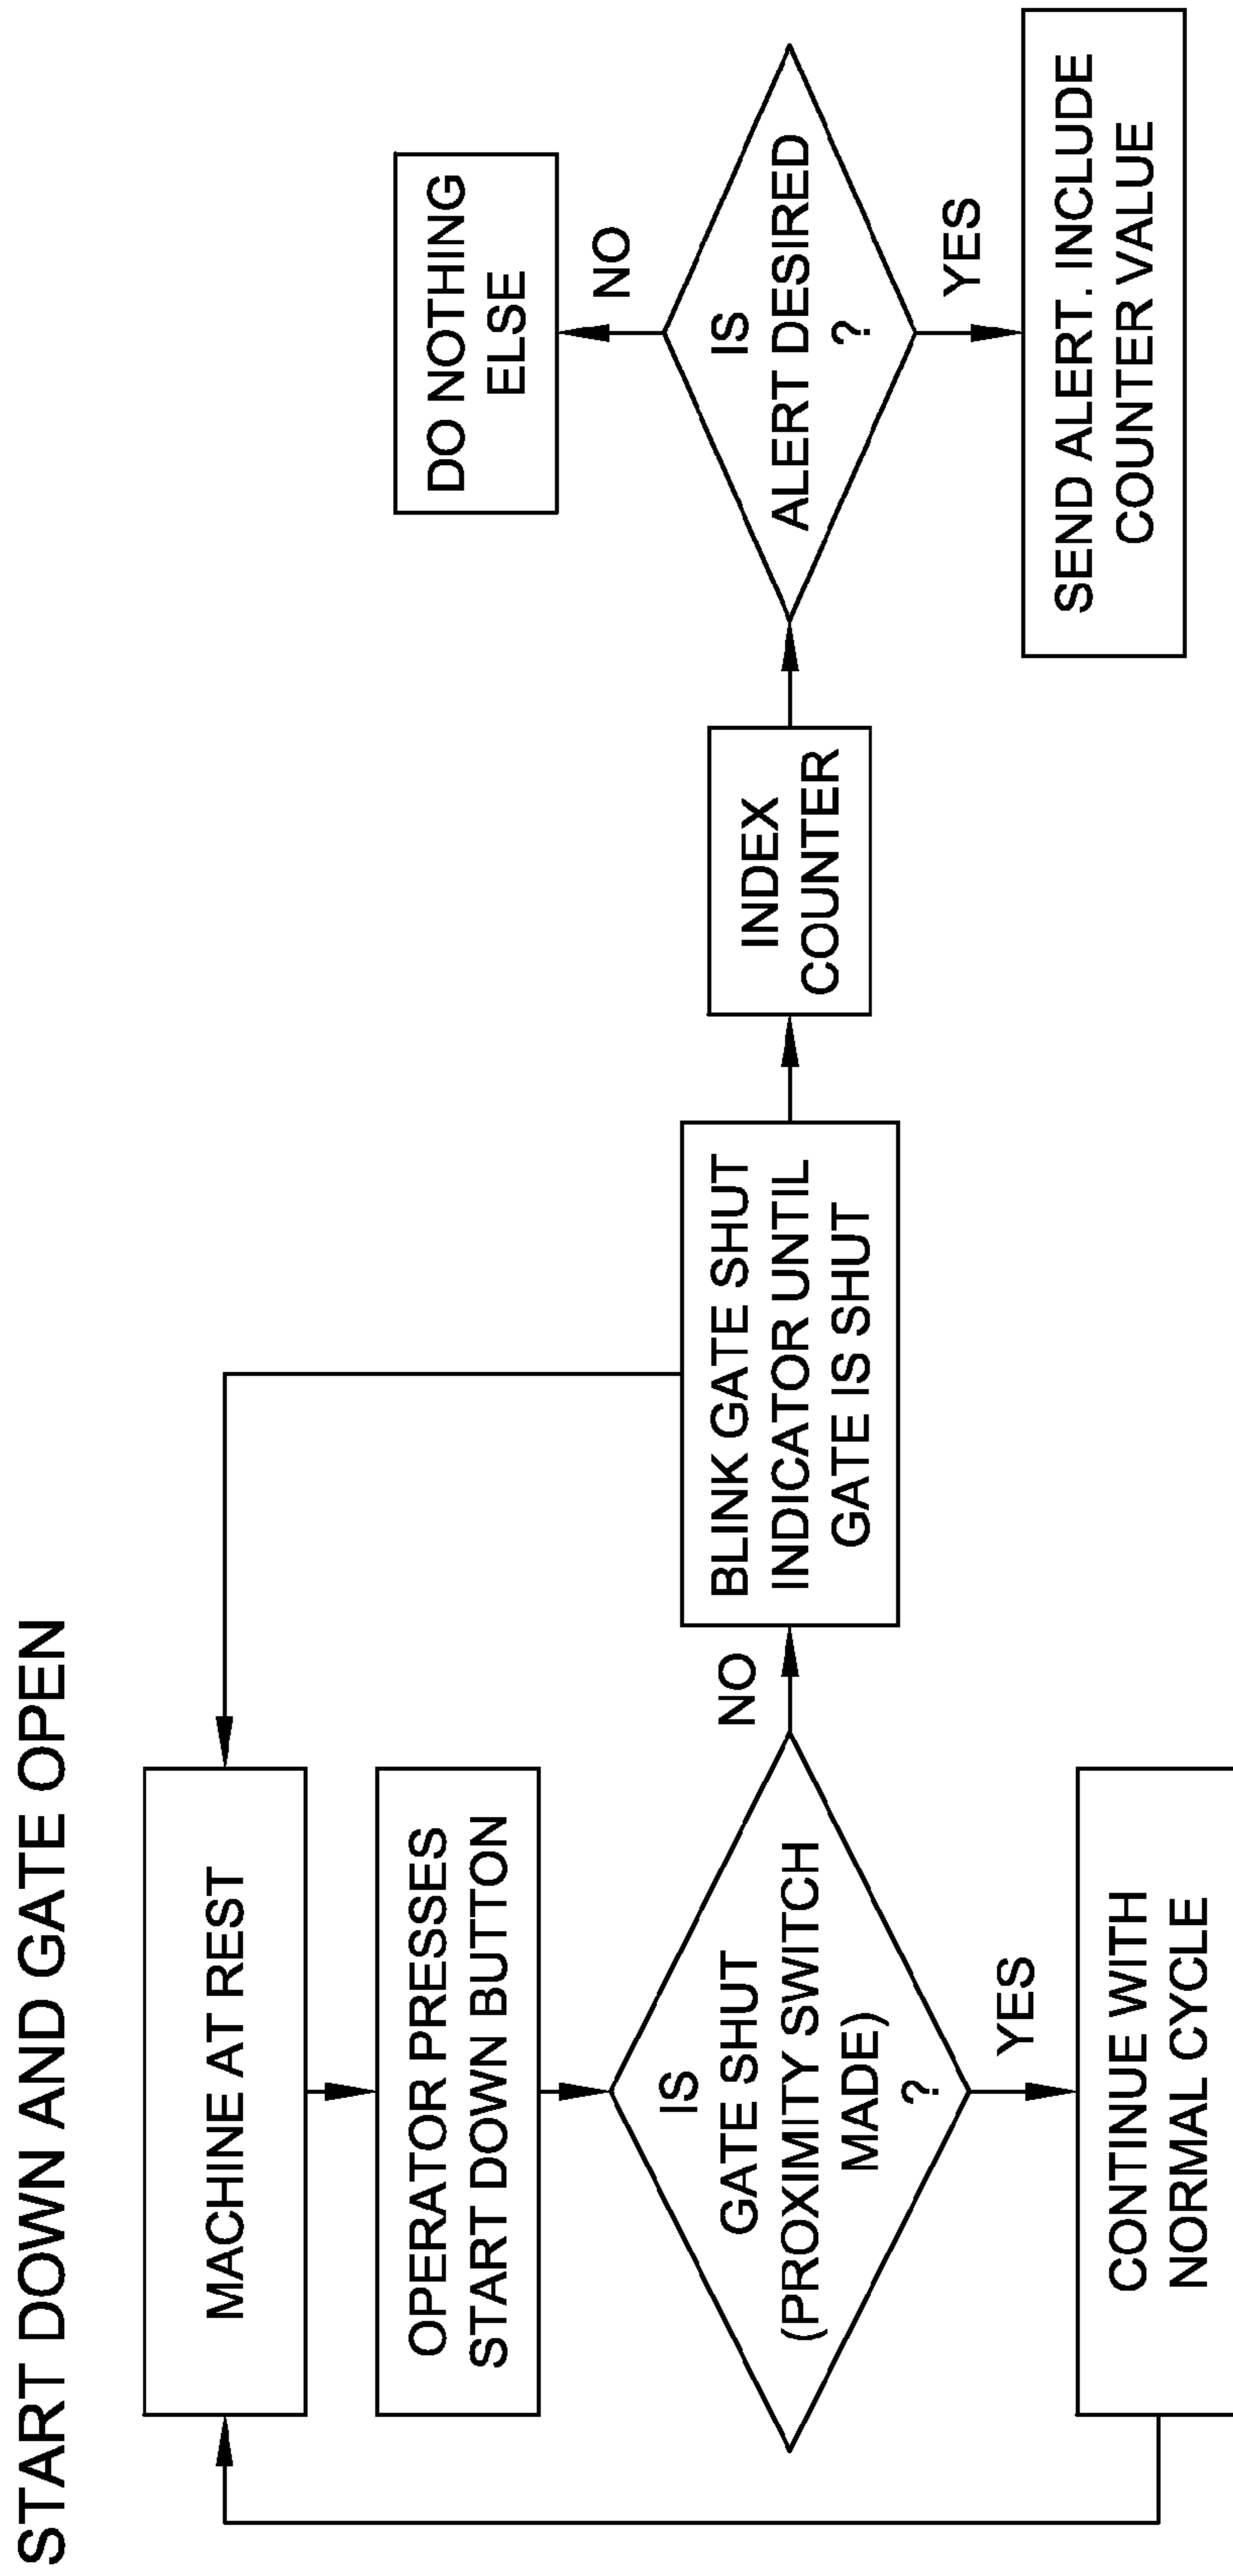 START DOWN AND GATE OPEN
MACHINE AT REST
OPERATOR PRESSES
START DOWN BUTTON
IS
GATE SHUT
(PROXIMITY SWITCH
MADE)
?
YES
CONTINUE WITH
NORMAL CYCLE
NO
BLINK GATE SHUT
INDICATOR UNTIL
GATE IS SHUT
INDEX
COUNTER
IS
ALERT DESIRED
?
NO
DO NOTHING
ELSE
YES
SEND ALERT. INCLUDE
COUNTER VALUE